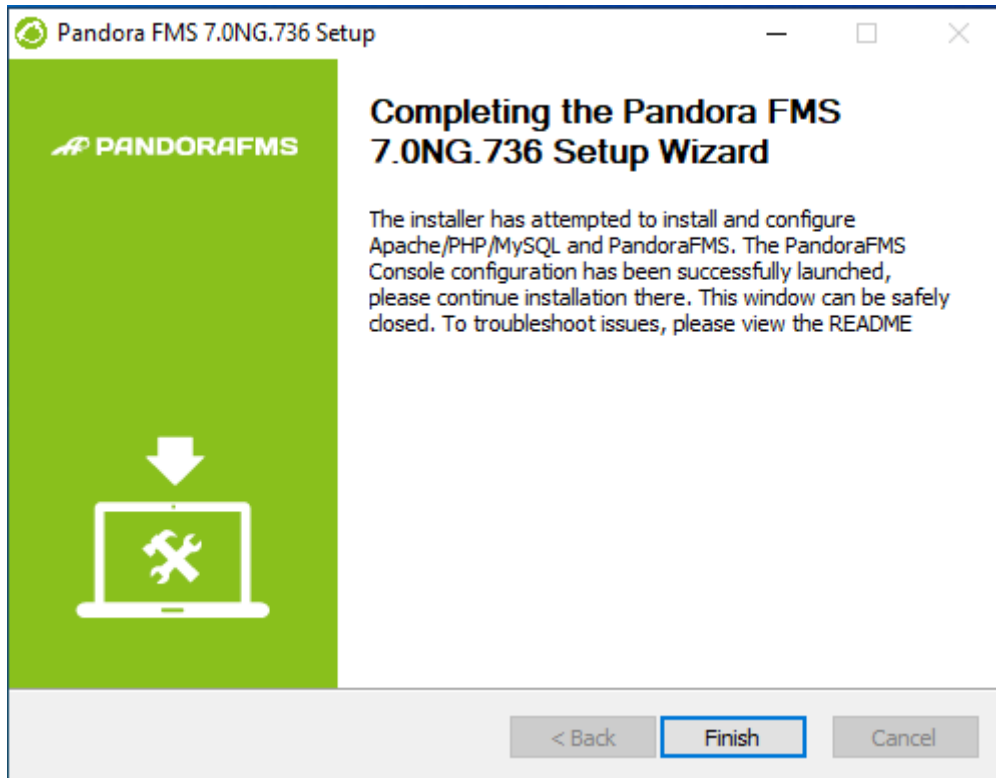 Pandora FMS 7.0NG.736 Setup
PANDORAFMS
Completing the Pandora FMS
7.0NG.736 Setup Wizard
The installer has attempted to install and configure
Apache/PHP/MySQL and PandoraFMS. The PandoraFMS
Console configuration has been successfully launched,
please continue installation there. This window can be safely
closed. To troubleshoot issues, please view the README
< Back
Finish
Cancel